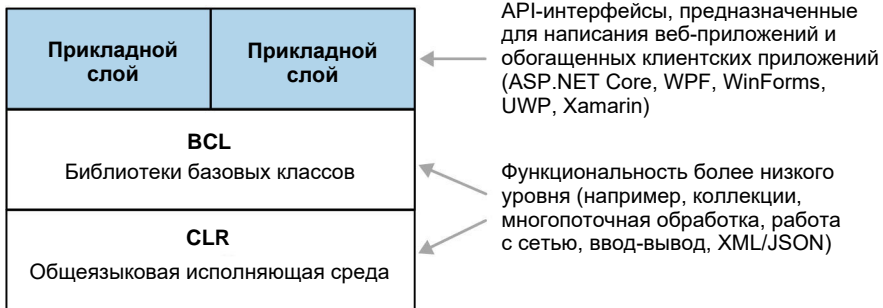 Прикладной
слой
Прикладной
слой
API-интерфейсы, предназначенные
для написания веб-приложений и
обогащенных клиентских приложений
(ASP.NET Core, WPF, WinForms,
UWP, Xamarin)
BCL
Библиотеки базовых классов
Функциональность более низкого
уровня (например, коллекции,
многопоточная обработка, работа
с сетью, ввод-вывод, XML/JSON)
CLR
Общеязыковая исполняющая среда